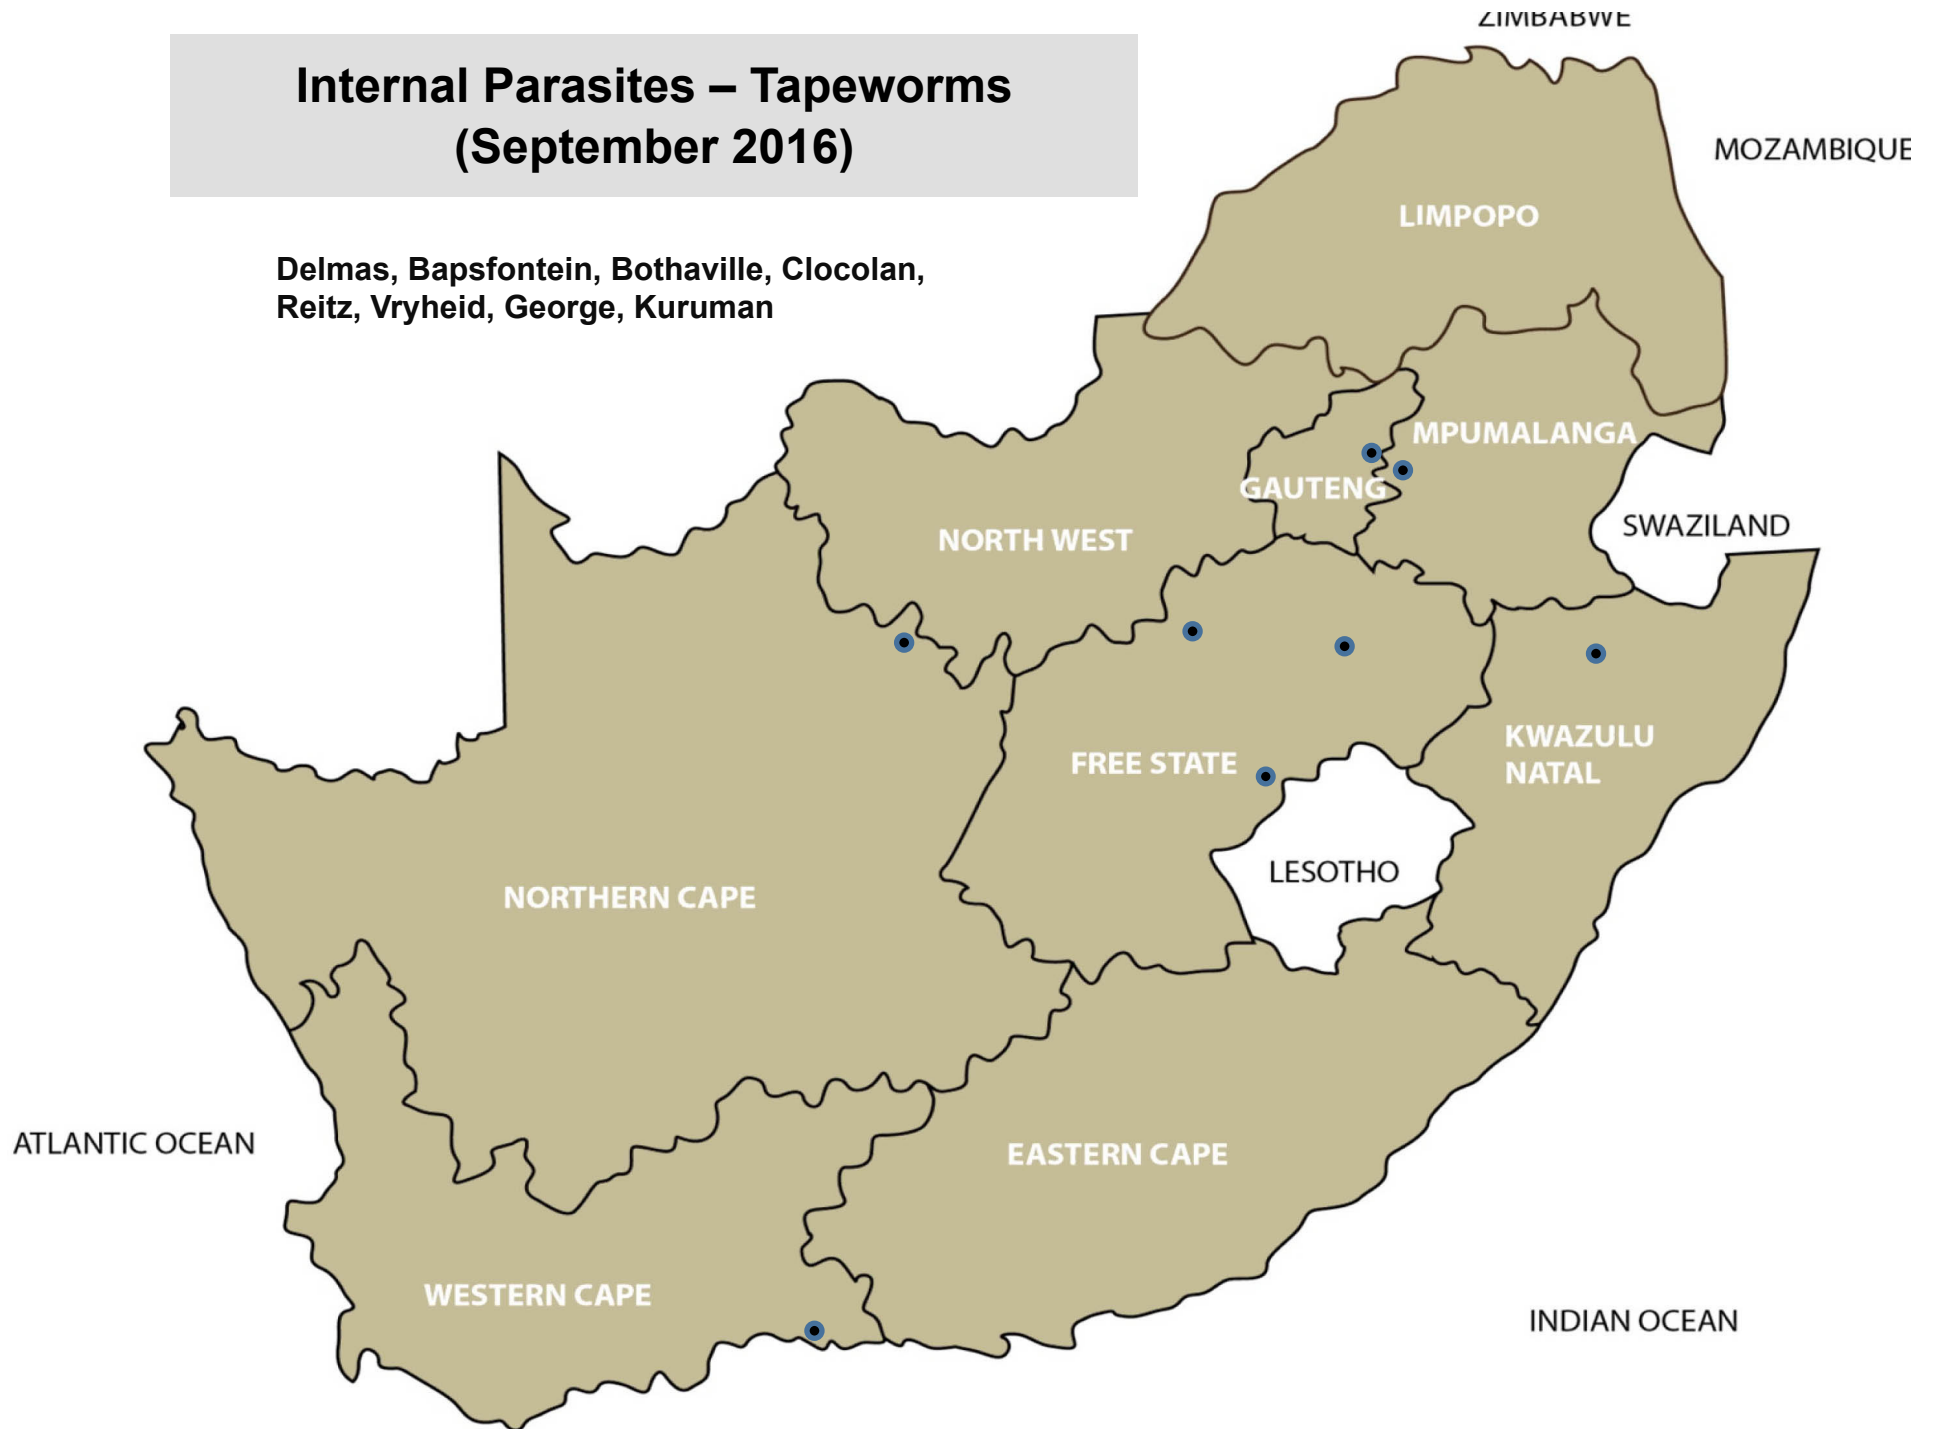 ZIMBABWE
Internal Parasites – Tapeworms
(September 2016)
MOZAMBIQUE
LIMPOPO
Delmas, Bapsfontein, Bothaville, Clocolan,
Reitz, Vryheid, George, Kuruman
MPUMALANGA
GAUTENG
SWAZILAND
NORTH WEST
KWAZULU
NATAL
FREE STATE
LESOTHO
NORTHERN CAPE
ATLANTIC OCEAN
EASTERN CAPE
WESTERN CAPE
INDIAN OCEAN